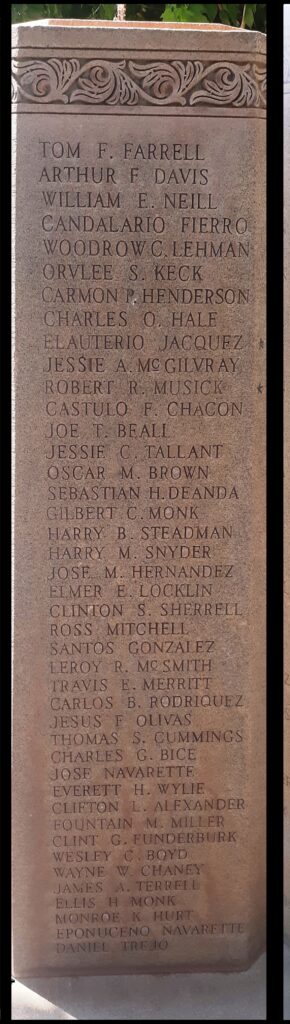 TOM F. FARRELL
ARTHUR F DAVIS
WILLIAM E. NEILL
CANDALARIO FIERRO
WOODROW C. LEHMAN
ORVLEE S. KECK
CARMON P. HENDERSON
CHARLES O. HALE
ELAUTERIO JACQUEZ
JESSIE A. McGILVRAY
ROBERT R. MUSICK
CASTULO F. CHACON
JOE T. BEALL
JESSIE C. TALLANT
OSCAR M. BROWN
SEBASTIAN H. DEANDA
GILBERT C. MONK
HARRY B. STEADMAN
HARRY M. SNYDER
JOSE M. HERNANDEZ
ELMER E. LOCKLIN
CLINTON S. SHERRELL
ROSS MITCHELL
SANTOS GONZALEZ
LEROY R. McSMITH
TRAVIS E. MERRITT
CARLOS B. RODRIQUEZ
JESUS F OLIVAS
THOMAS S. CUMMINGS
CHARLES G. BICE
JOSE NAVARETTE
EVERETT H. WYLIE
CLIFTON L. ALEXANDER
FOUNTAIN M. MILLER
CLINT G. FUNDERBURK
WESLEY C. BOYD
WAYNE W. CHANEY
JAMES A. TERRELL
ELLIS H MONK
MONROE K. HURT
EPONUCENO NAVARETTE
DANIEL TREJO